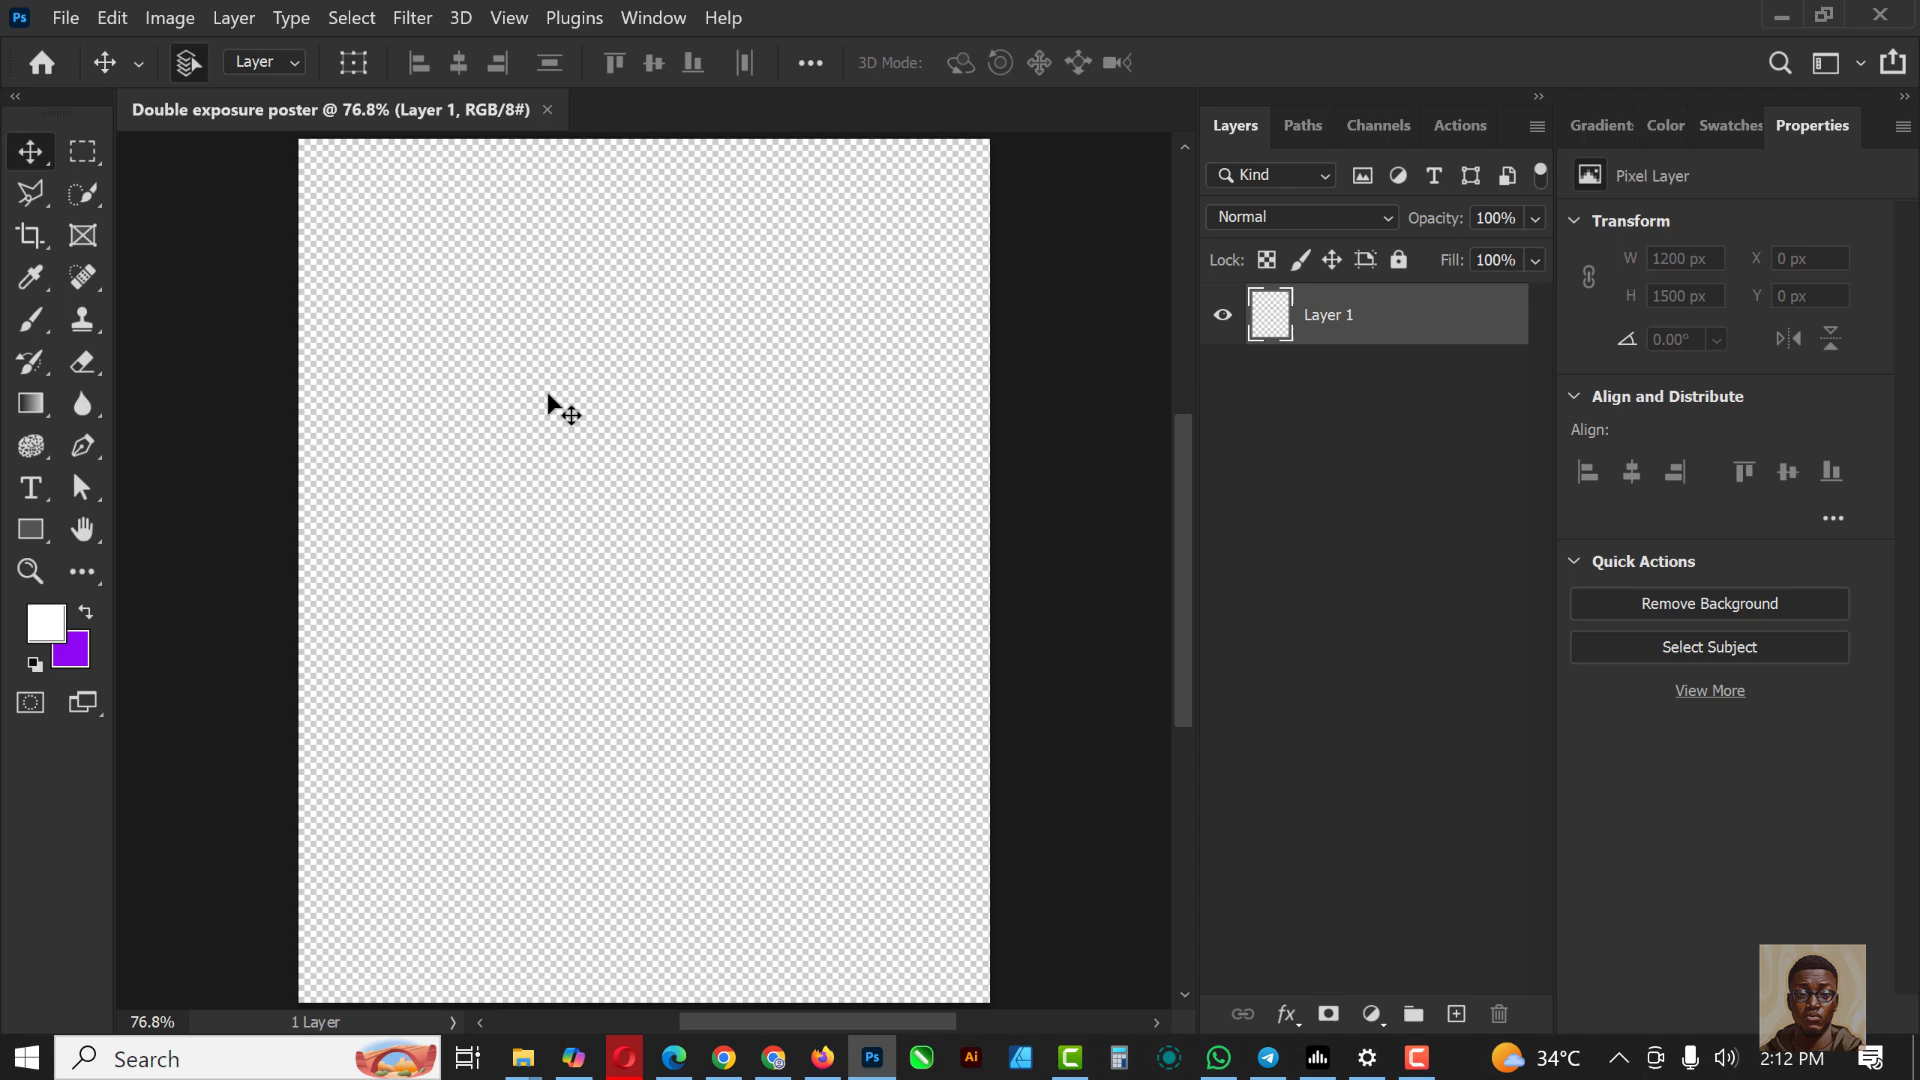 Ps File Edit Image Layer Type Select Filter 3D View Plugins Window Help
Layer 3D Mode:
Double exposure poster @ 76.8% (Layer 1, RGB/8#)
Layers Paths Channels Actions
Gradient Color Swatches Properties
Kind
Pixel Layer
Normal Opacity: 100%
Transform
Lock: Fill: 100%
W 1200 px X 0 px
H 1500 px Y 0 px
Layer 1
0.00°
Align and Distribute
Align:
Quick Actions
Remove Background
Select Subject
View More
76.8% 1 Layer
Search Ps Ai 34°C 2:12 PM